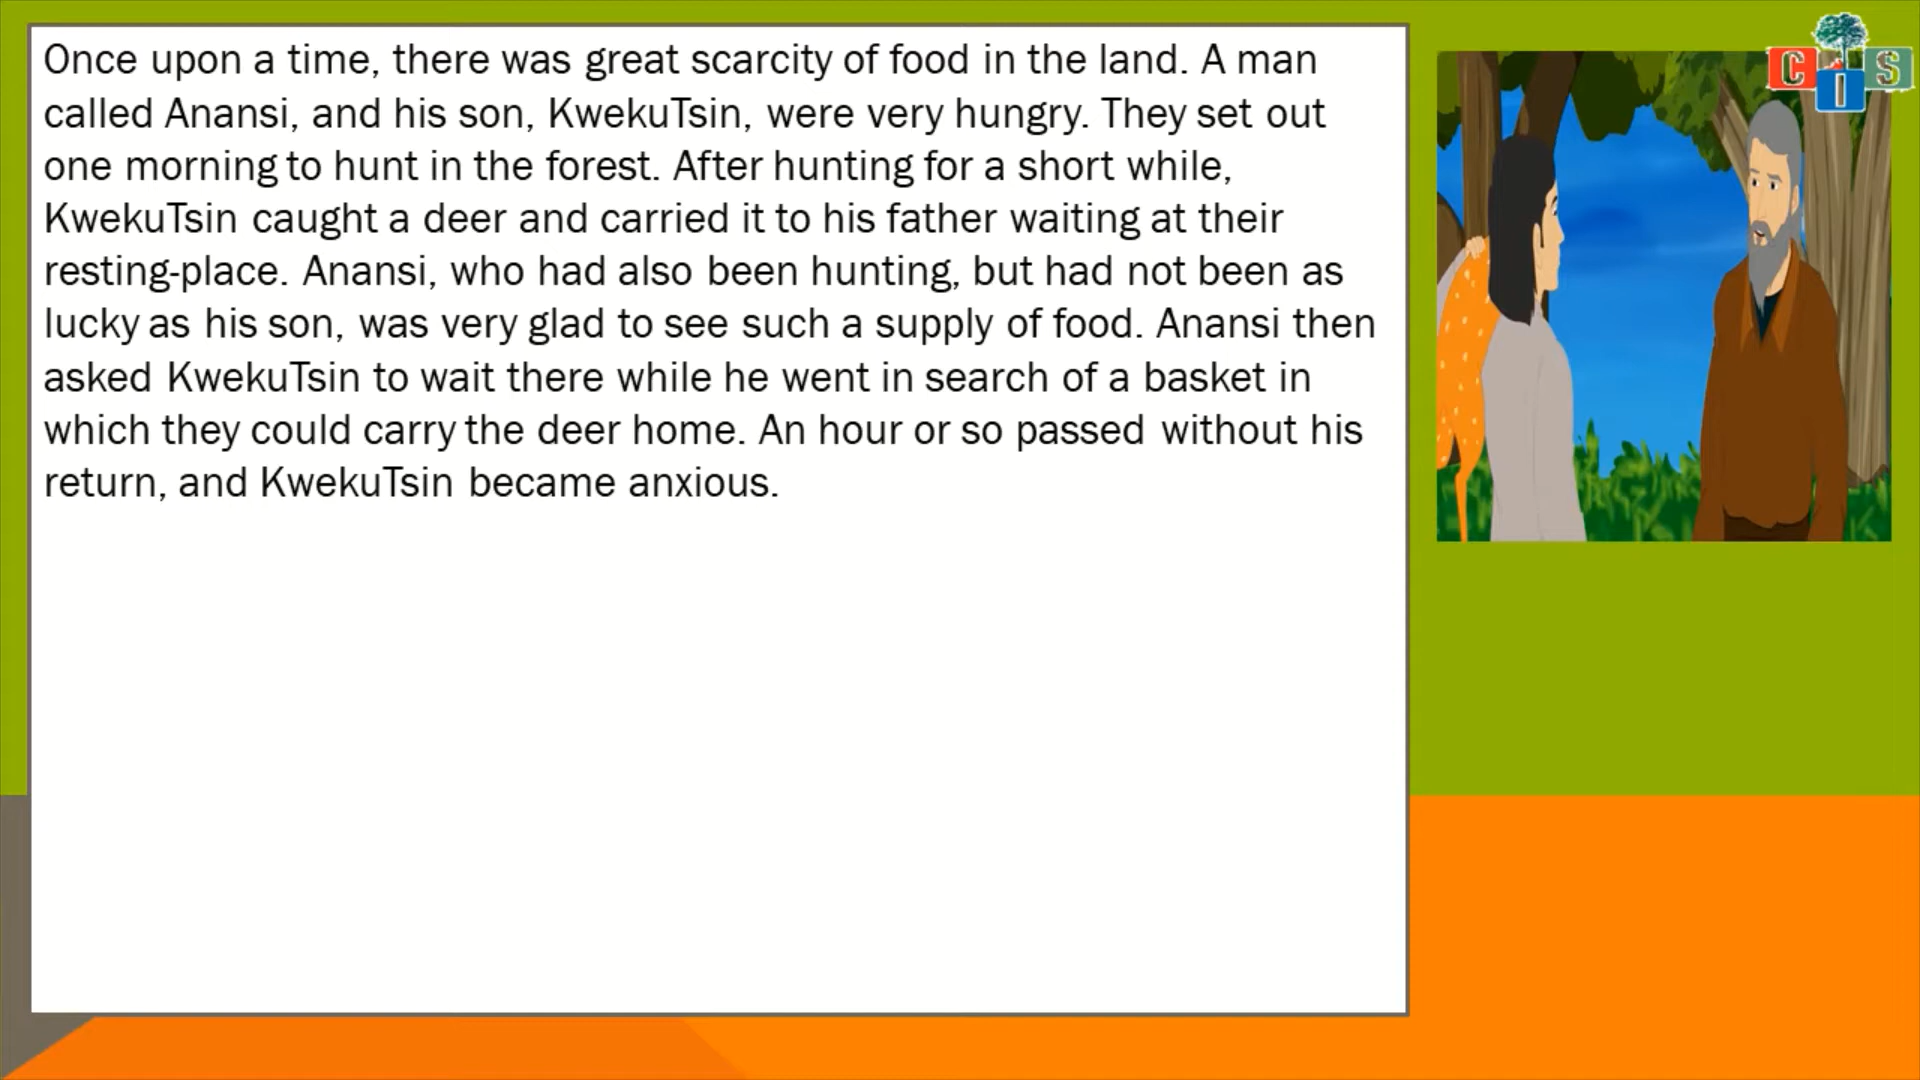 Once upon a time, there was great scarcity of food in the land. A man
called Anansi, and his son, KwekuTsin, were very hungry. They set out
one morning to hunt in the forest. After hunting for a short while,
KwekuTsin caught a deer and carried it to his father waiting at their
resting-place. Anansi, who had also been hunting, but had not been as
lucky as his son, was very glad to see such a supply of food. Anansi then
asked KwekuTsin to wait there while he went in search of a basket in
which they could carry the deer home. An hour or so passed without his
return, and KwekuTsin became anxious.
C I S